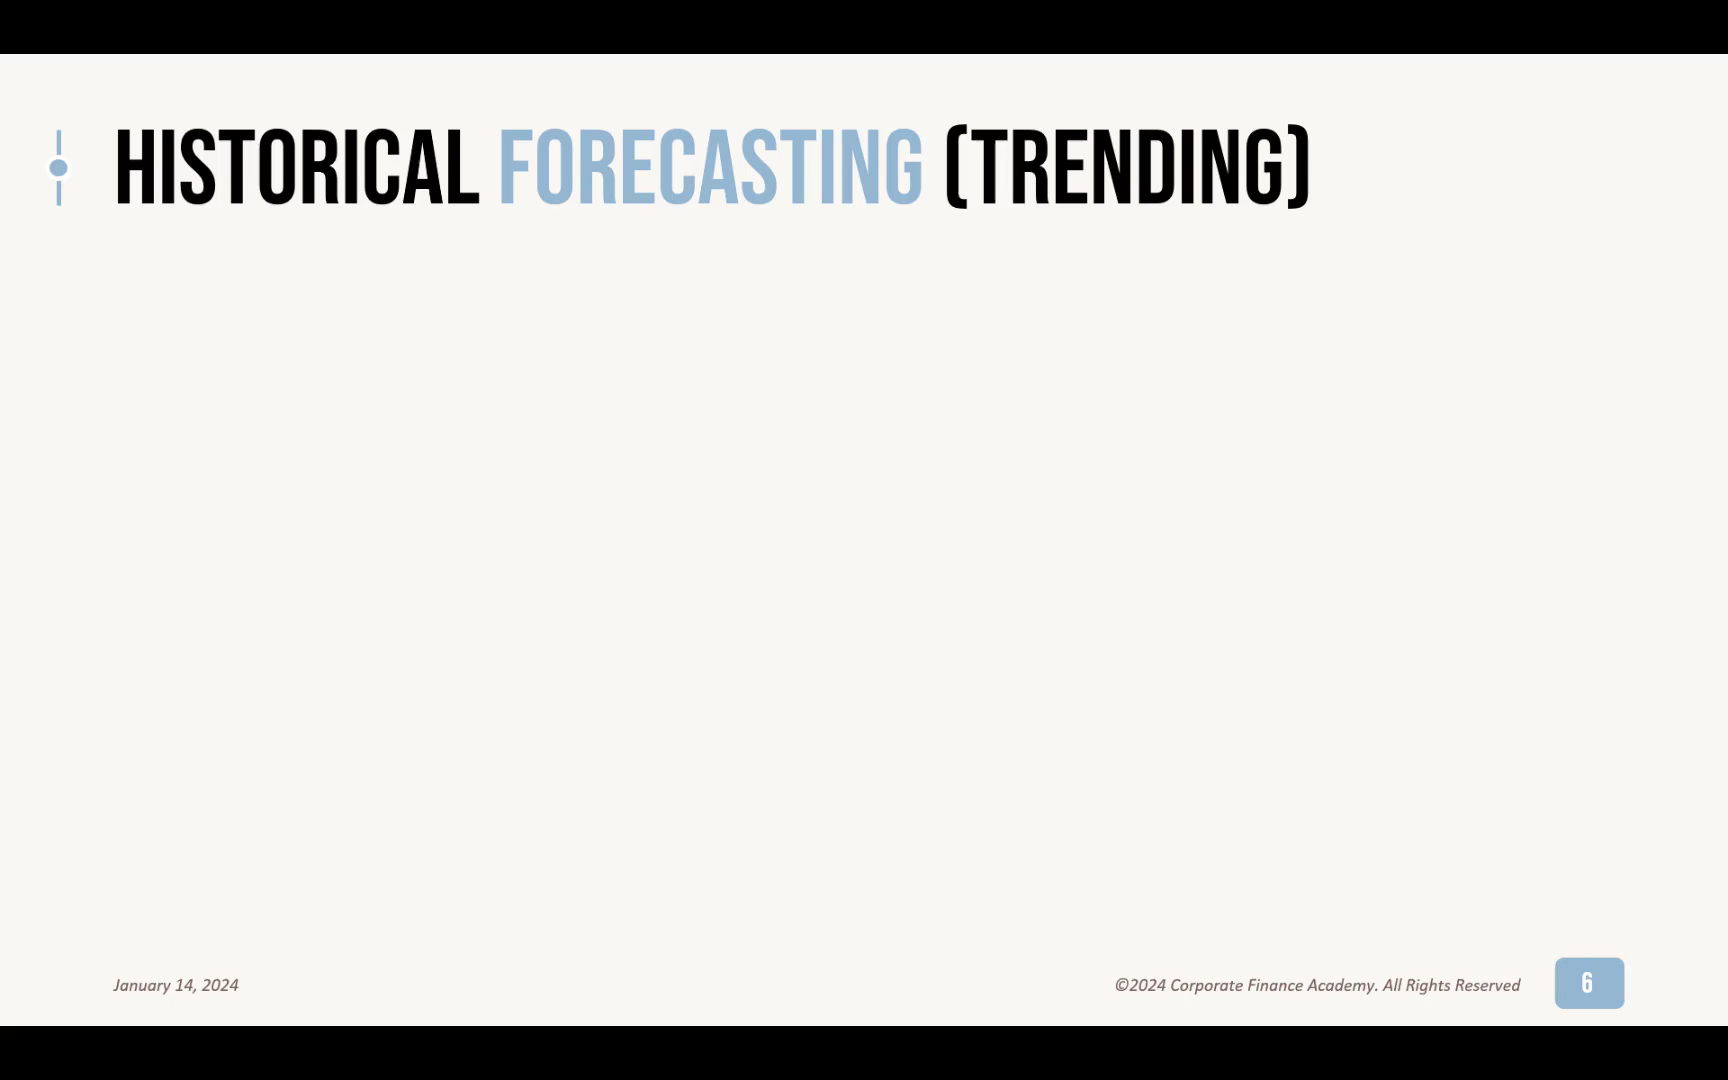 HISTORICAL FORECASTING (TRENDING)
January 14, 2024
©2024 Corporate Finance Academy. All Rights Reserved
6